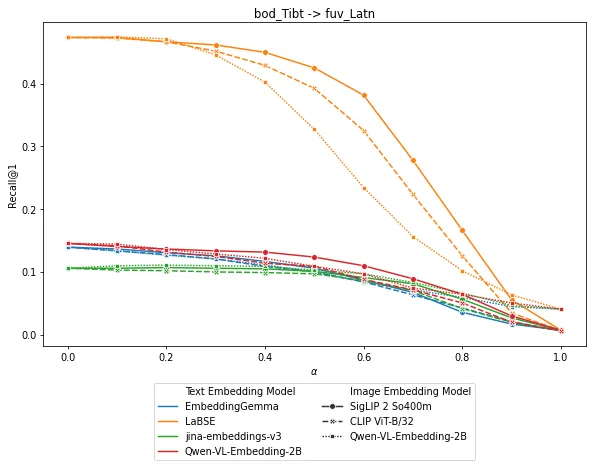 bod_Tibt -> fuv_Latn
Recall@1
0.4
0.3
0.2
0.1
0.0
0.0 0.2 0.4 0.6 0.8 1.0
α
Text Embedding Model
EmbeddingGemma
LaBSE
jina-embeddings-v3
Qwen-VL-Embedding-2B
Image Embedding Model
SigLIP 2 So400m
CLIP ViT-B/32
Qwen-VL-Embedding-2B